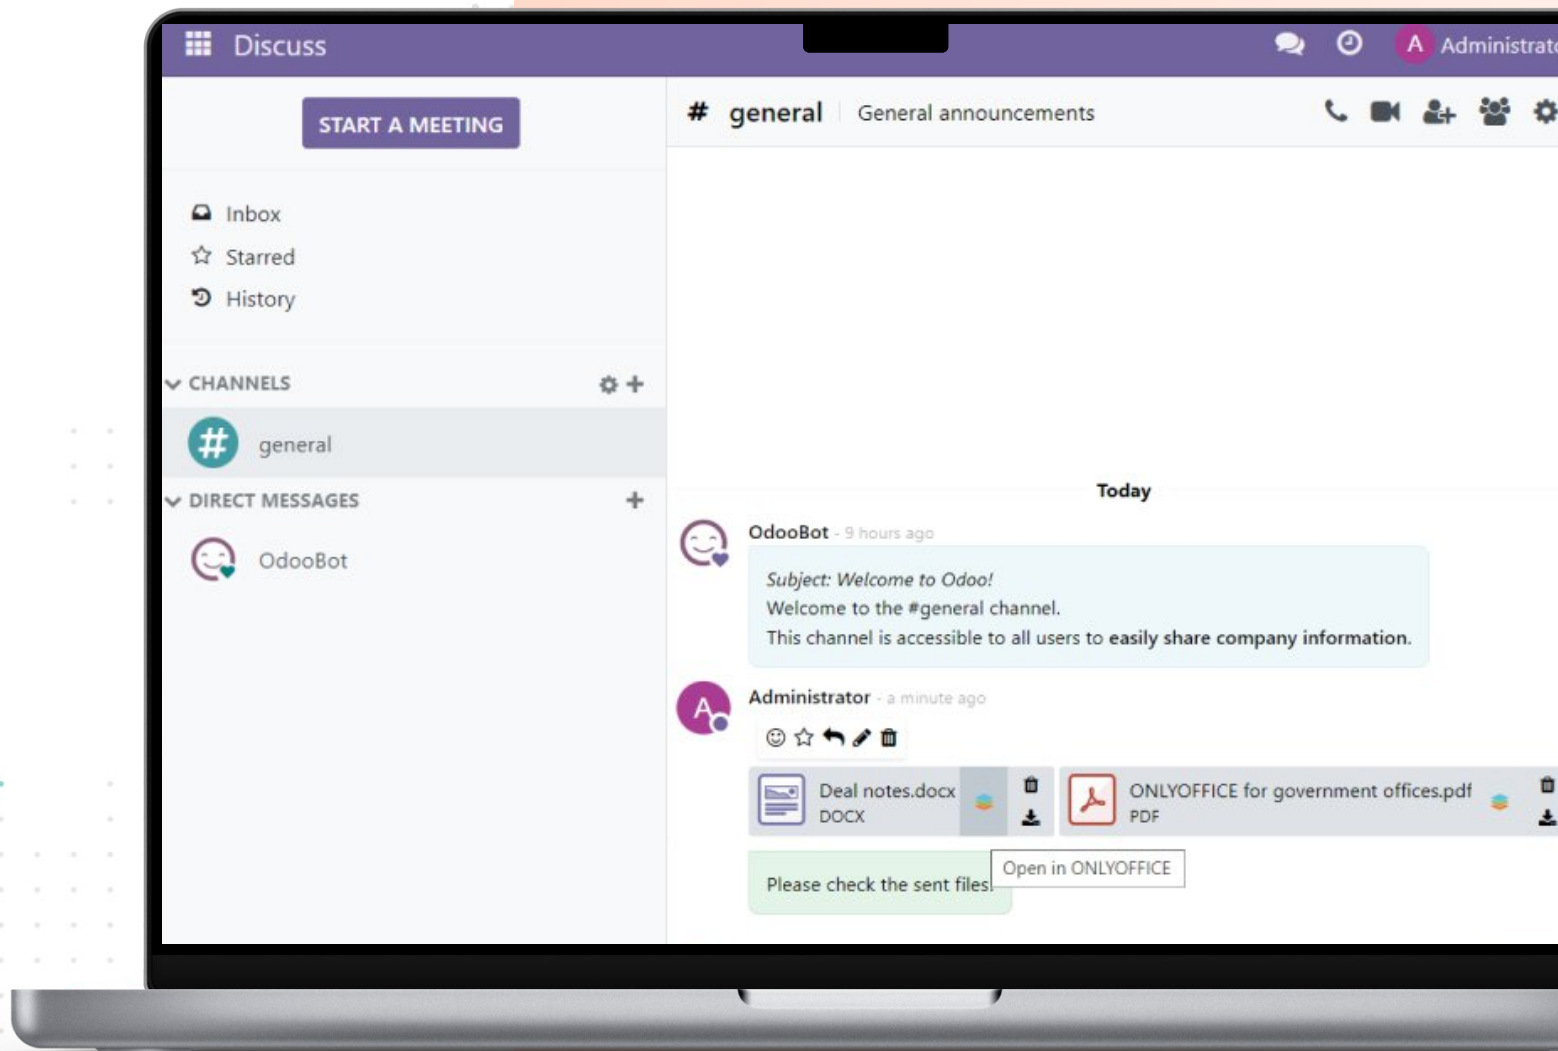 Discuss
A Administrato
START A MEETING
# general General announcements
Inbox
Starred
History
CHANNELS
# general
DIRECT MESSAGES
OdooBot
Today
OdooBot - 9 hours ago
Subject: Welcome to Odoo!
Welcome to the #general channel.
This channel is accessible to all users to easily share company information.
A Administrator - a minute ago
Deal notes.docx
DOCX
ONLYOFFICE for government offices.pdf
PDF
Open in ONLYOFFICE
Please check the sent files.